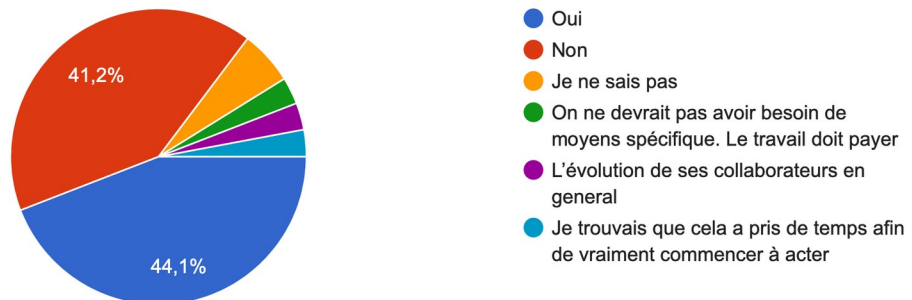 41,2%
44,1%
Oui
Non
Je ne sais pas
On ne devrait pas avoir besoin de
moyens spécifique. Le travail doit payer
L'évolution de ses collaborateurs en
general
Je trouvais que cela a pris de temps afin
de vraiment commencer à acter